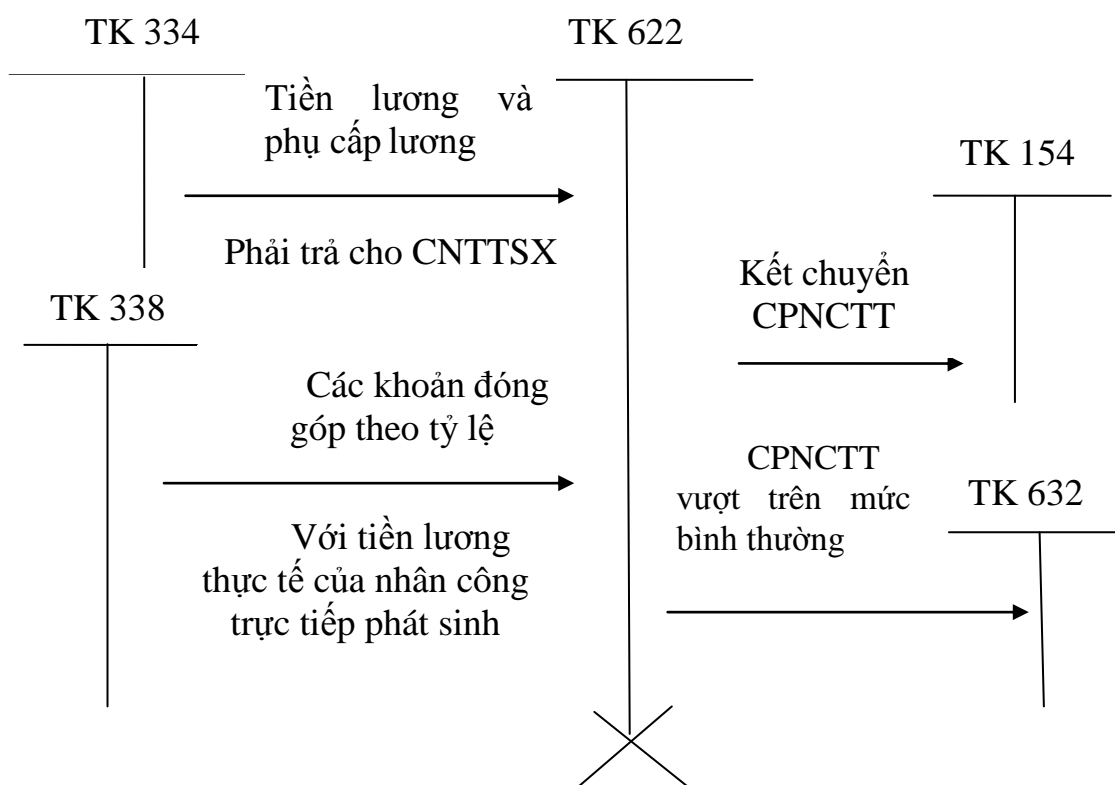 TK 334
TK 622
Tiền lương và
phụ cấp lương
TK 154
Phải trả cho CNTTSX
Kết chuyển
CPNCTT
TK 338
Các khoản đóng
góp theo tỷ lệ
CPNCTT
vượt trên mức
bình thường
TK 632
Với tiền lương
thực tế của nhân công
trực tiếp phát sinh